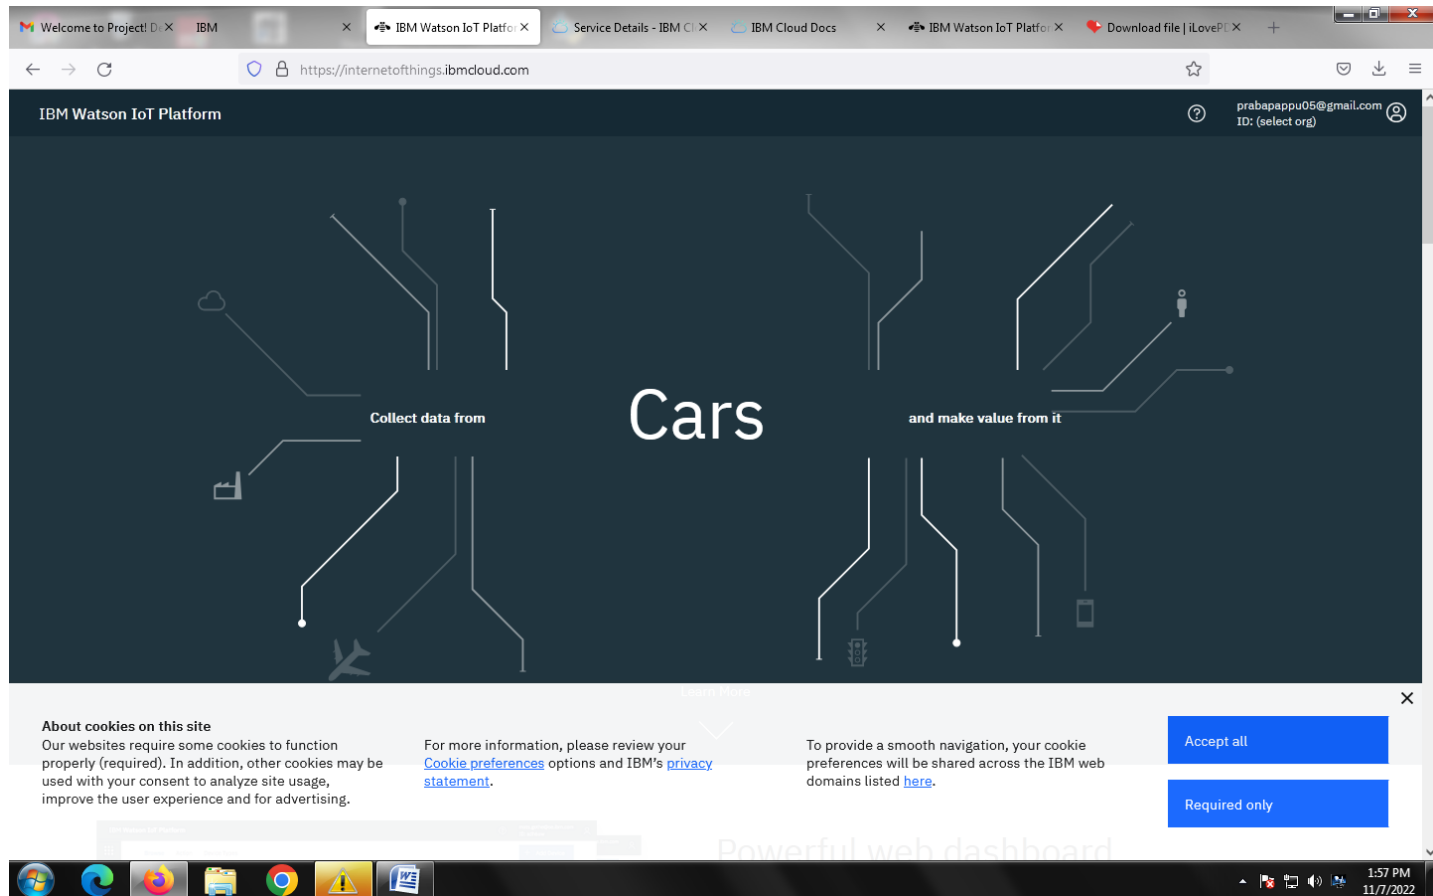 Welcome to Project! D
IBM
IBM Watson IoT Platfor
Service Details - IBM Cl
IBM Cloud Docs
IBM Watson IoT Platfor
Download file | iLovePD
https://internetofthings.ibmcloud.com
IBM Watson IoT Platform
prabapappu05@gmail.com
ID: (select org)
Collect data from
Cars
and make value from it
Learn More
About cookies on this site
Our websites require some cookies to function
properly (required). In addition, other cookies may be
used with your consent to analyze site usage,
improve the user experience and for advertising.
For more information, please review your
Cookie preferences options and IBM's privacy
statement.
To provide a smooth navigation, your cookie
preferences will be shared across the IBM web
domains listed here.
Accept all
Required only
Powerful web dashboard
1:57 PM
11/7/2022